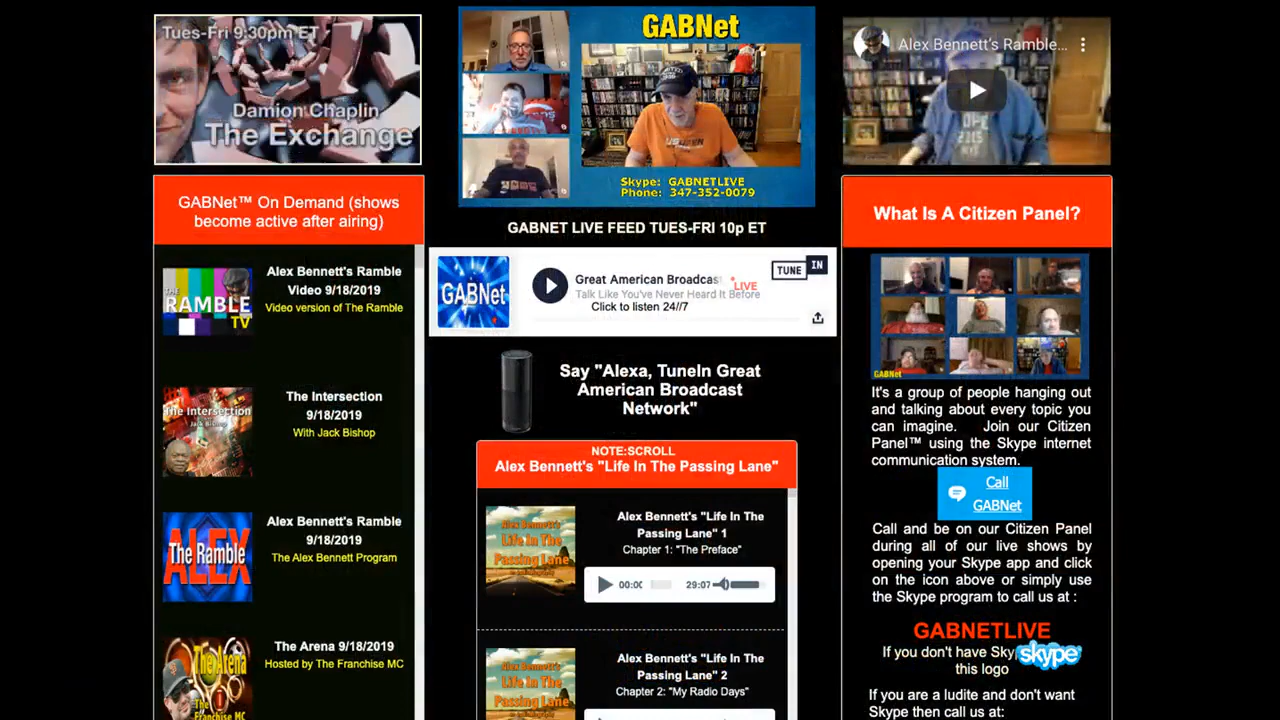 Tues-Fri 9:30pm ET
Damion Chaplin
The Exchange
GABNet™ On Demand (shows
become active after airing)
THE
RAMBLE
TV
Alex Bennett's Ramble
Video 9/18/2019
Video version of The Ramble
The Intersection
Jack Bishop
The Intersection
9/18/2019
With Jack Bishop
ALEX
The Ramble
Alex Bennett's Ramble
9/18/2019
The Alex Bennett Program
The Arena
The
Franchise MC
The Arena 9/18/2019
Hosted by The Franchise MC
GABNet
Skype: GABNETLIVE
Phone: 347-352-0079
GABNET LIVE FEED TUES-FRI 10p ET
GABNet
Great American Broadcas
LIVE
Talk Like You've Never Heard It Before
Click to listen 24//7
TUNE IN
Say "Alexa, TuneIn Great
American Broadcast
Network"
NOTE:SCROLL
Alex Bennett's "Life In The Passing Lane"
Alex Bennett's
Life In The
Passing Lane
Alex Bennett's "Life In The
Passing Lane" 1
Chapter 1: "The Preface"
00:00
29:07
Alex Bennett's
Life In The
Passing Lane
Alex Bennett's "Life In The
Passing Lane" 2
Chapter 2: "My Radio Days"
Alex Bennett's Ramble...
What Is A Citizen Panel?
GABNet
It's a group of people hanging out
and talking about every topic you
can imagine. Join our Citizen
Panel™ using the Skype internet
communication system.
Call
GABNet
Call and be on our Citizen Panel
during all of our live shows by
opening your Skype app and click
on the icon above or simply use
the Skype program to call us at :
GABNETLIVE
If you don't have Sky
skype
this logo
If you are a ludite and don't want
Skype then call us at: